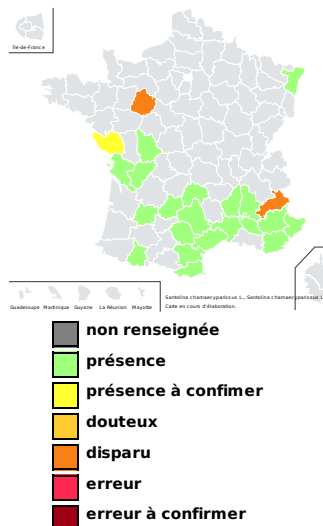 Île-de-France
Santolina chamaecyparissus L., Santolina chamaecyparissus L
Carte en cours d'élaboration.
Guadeloupe Martinique Guyane La Réunion Mayotte
non renseignée
présence
présence à confimer
douteux
disparu
erreur
erreur à confirmer